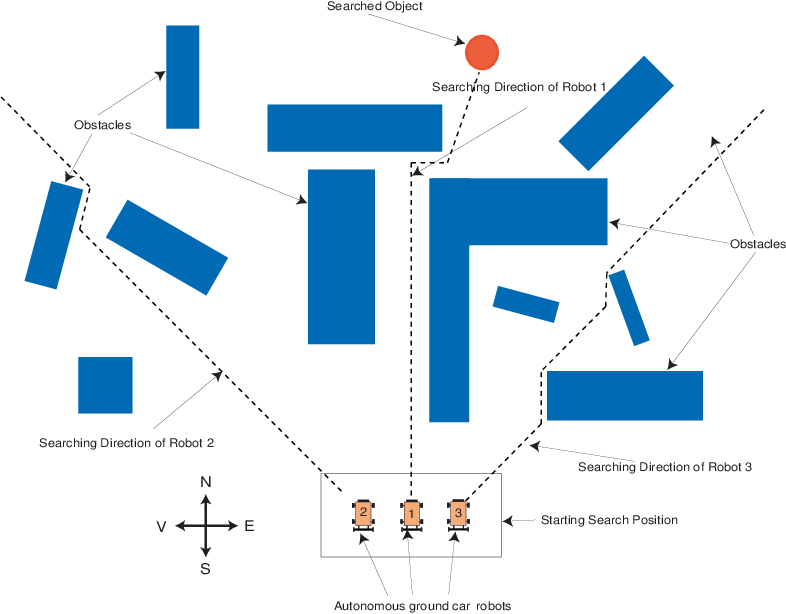 Searched Object
Searching Direction of Robot 1
Obstacles
Obstacles
Searching Direction of Robot 2
Searching Direction of Robot 3
N
V
E
S
2
1
3
Starting Search Position
Autonomous ground car robots